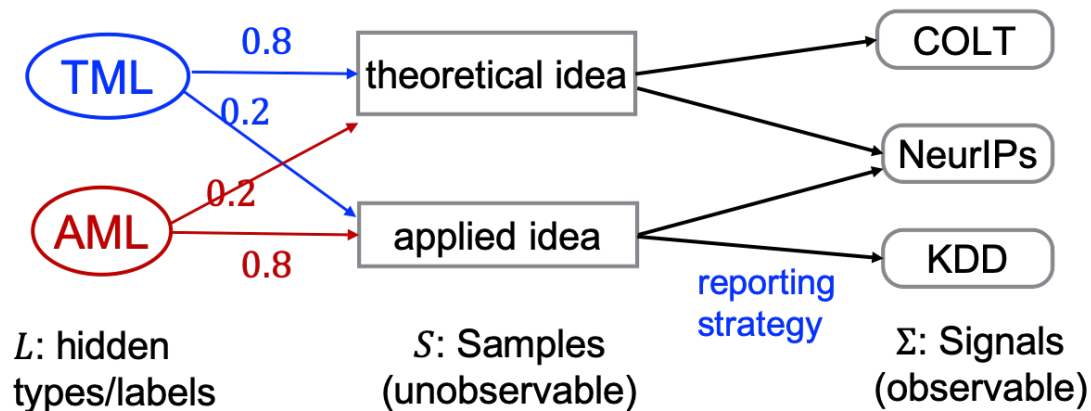 TML
0.8
theoretical idea
COLT
0.2
NeurIPs
0.2
AML
applied idea
0.8
KDD
reporting
strategy
L: hidden
types/labels
S: Samples
(unobservable)
Σ: Signals
(observable)